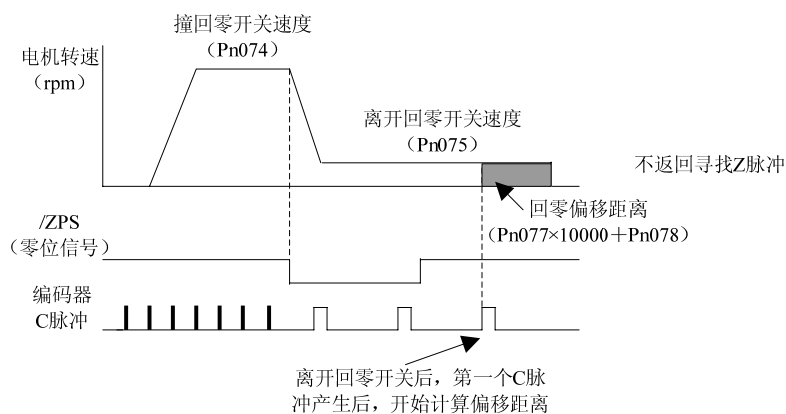 撞回零开关速度
（Pn074）
电机转速
（rpm）
离开回零开关速度
（Pn075）
不返回寻找Z脉冲
回零偏移距离
（Pn077×10000＋Pn078）
/ZPS
（零位信号）
编码器
C脉冲
离开回零开关后，第一个C脉
冲产生后，开始计算偏移距离